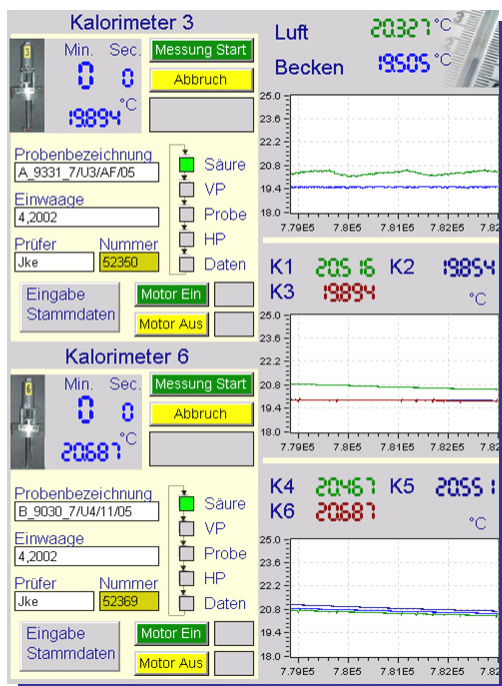 Kalorimeter 3
Min. Sec.
0 0
19.894 °C
Messung Start
Abbruch
Probenbezeichnung
A_9331_7/U3/AF/05
Einwaage
4,2002
Prüfer Nummer
Jke 52350
Säure
VP
Probe
HP
Daten
Eingabe
Stammdaten
Motor Ein
Motor Aus
Kalorimeter 6
Min. Sec.
0 0
20.687 °C
Messung Start
Abbruch
Probenbezeichnung
B_9030_7/U4/11/05
Einwaage
4,2002
Prüfer Nummer
Jke 52369
Säure
VP
Probe
HP
Daten
Eingabe
Stammdaten
Motor Ein
Motor Aus
Luft 20.327 °C
Becken 19.505 °C
25.0
23.6
22.2
20.8
19.4
18.0
7.79E5 7.8E5 7.81E5 7.82
K1 20.516 K2 19.854
K3 19.894 °C
25.0
23.6
22.2
20.8
19.4
18.0
7.79E5 7.8E5 7.81E5 7.82
K4 20.467 K5 20.551
K6 20.687 °C
25.0
23.6
22.2
20.8
19.4
18.0
7.79E5 7.8E5 7.81E5 7.82